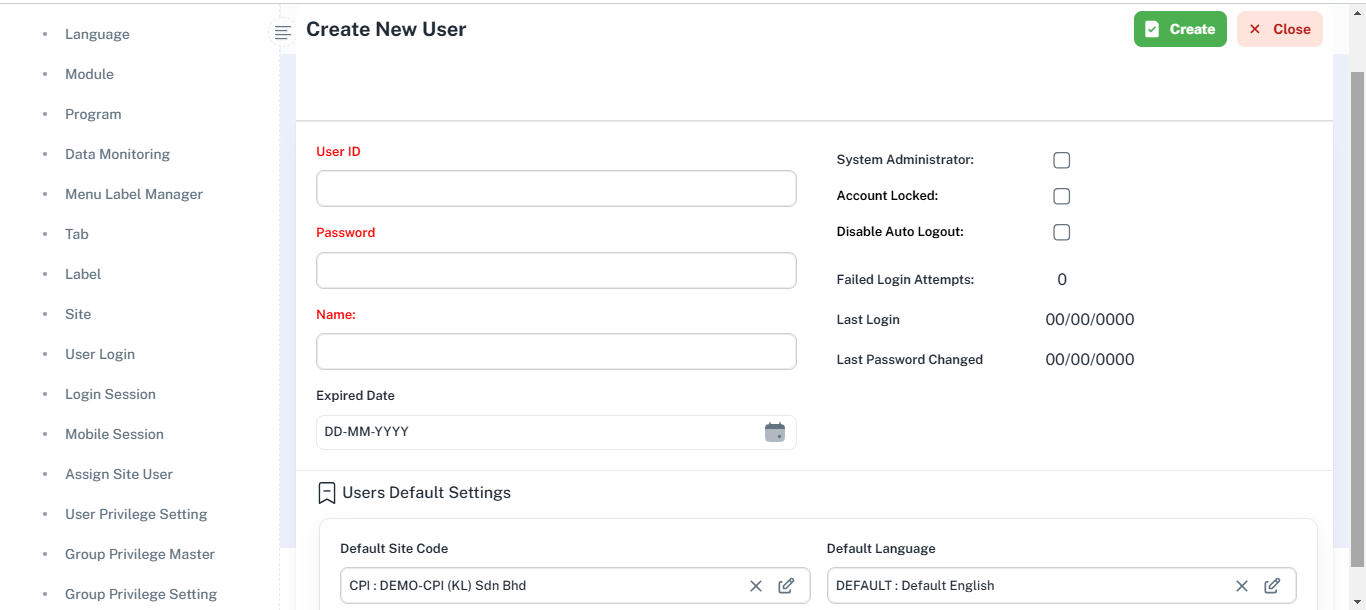 Language
Module
Program
Data Monitoring
Menu Label Manager
Tab
Label
Site
User Login
Login Session
Mobile Session
Assign Site User
User Privilege Setting
Group Privilege Master
Group Privilege Setting
Create New User
Create
Close
User ID
Password
Name:
Expired Date
DD-MM-YYYY
System Administrator:
Account Locked:
Disable Auto Logout:
Failed Login Attempts: 0
Last Login 00/00/0000
Last Password Changed 00/00/0000
Users Default Settings
Default Site Code
CPI : DEMO-CPI (KL) Sdn Bhd
Default Language
DEFAULT : Default English